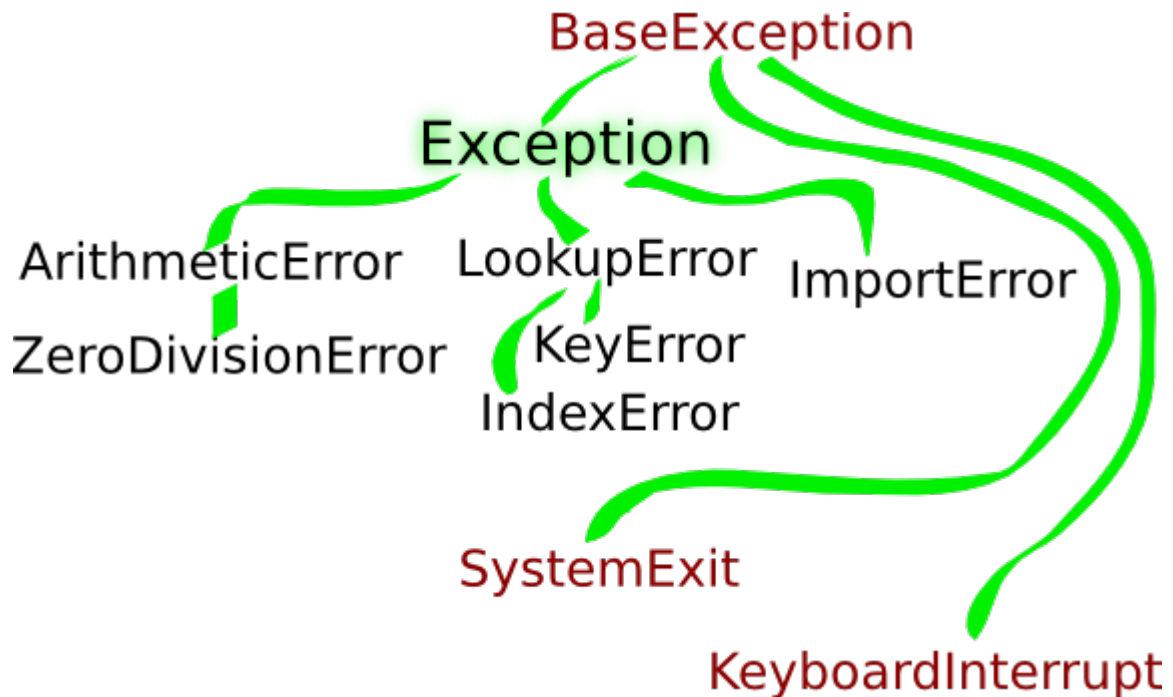 BaseException
Exception
ArithmeticError
LookupError
ImportError
ZeroDivisionError
KeyError
IndexError
SystemExit
KeyboardInterrupt